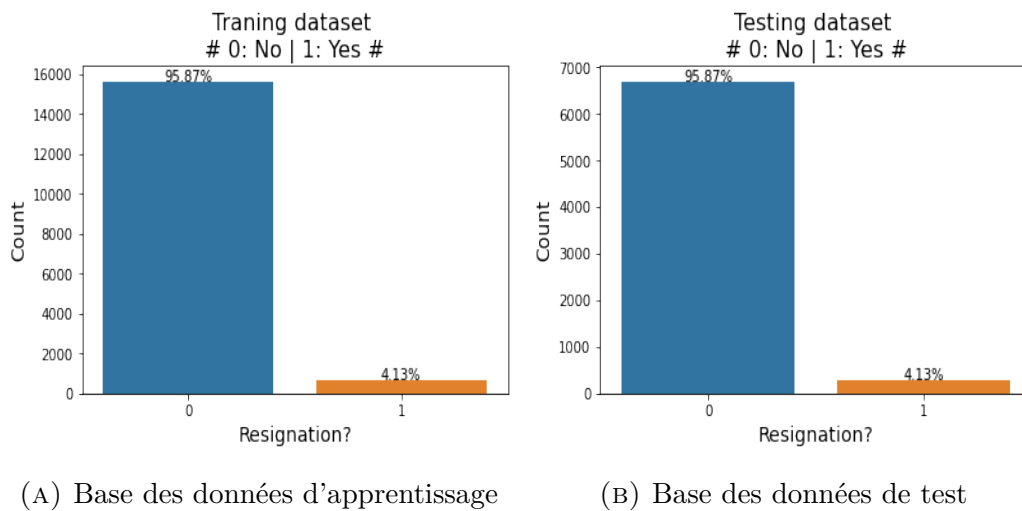 Traning dataset
# 0: No | 1: Yes #
16000
14000
12000
10000
8000
6000
4000
2000
0
Count
95.87%
4.13%
0
1
Resignation?
(A) Base des données d'apprentissage
Testing dataset
# 0: No | 1: Yes #
7000
6000
5000
4000
3000
2000
1000
0
Count
95.87%
4.13%
0
1
Resignation?
(B) Base des données de test